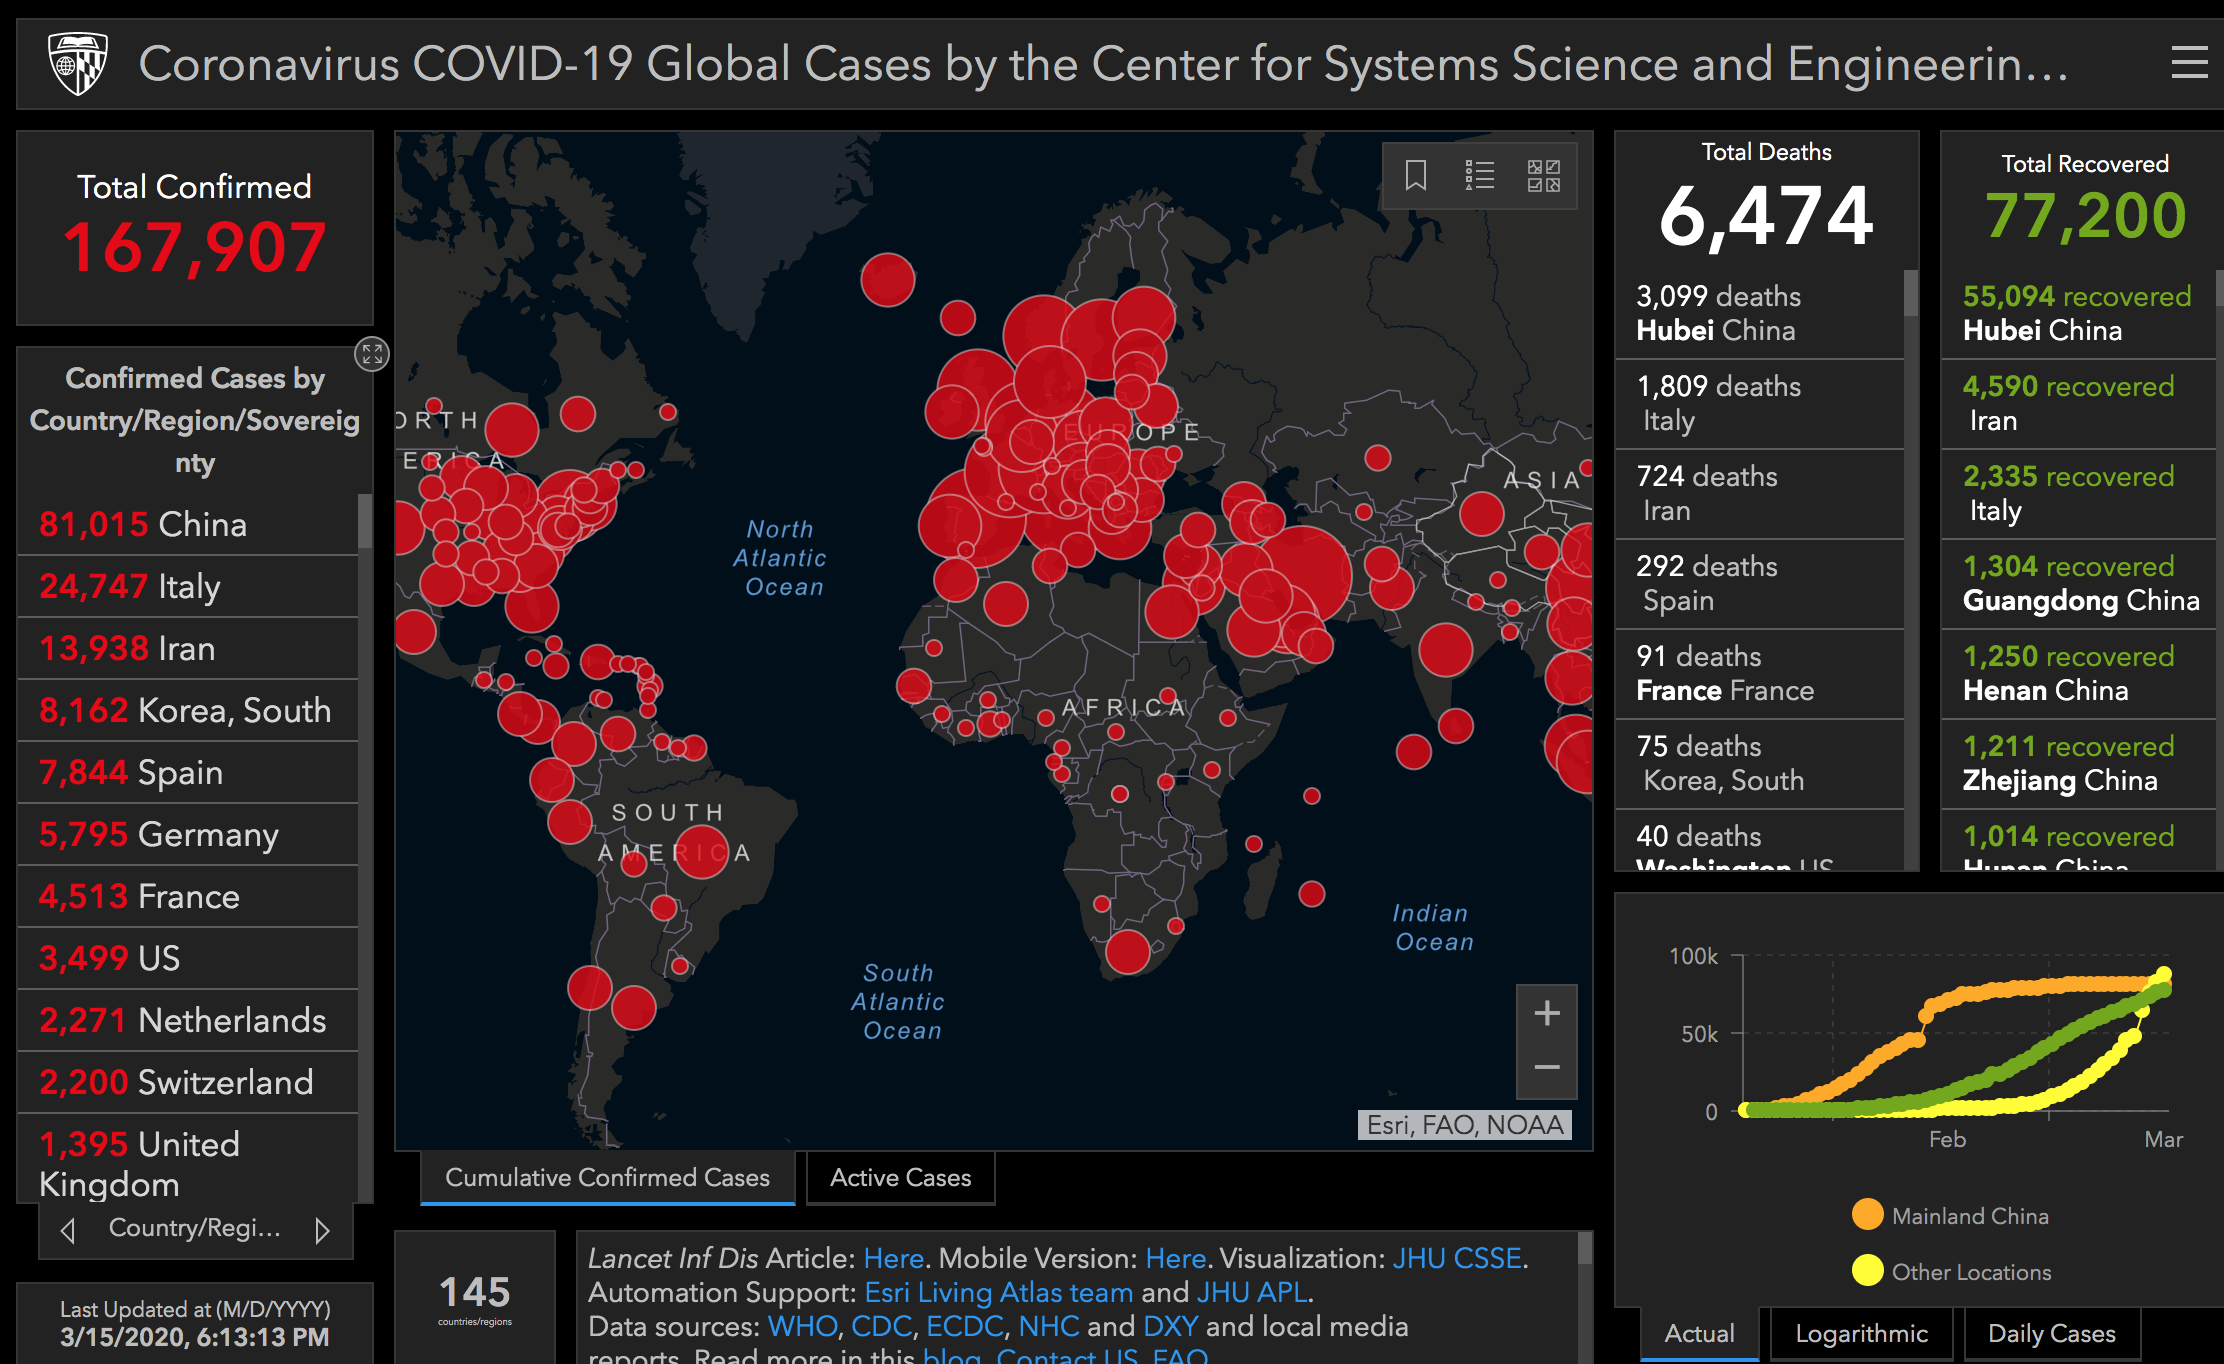 Coronavirus COVID-19 Global Cases by the Center for Systems Science and Engineerin...
Total Confirmed
167,907
Confirmed Cases by
Country/Region/Sovereig
nty
81,015 China
24,747 Italy
13,938 Iran
8,162 Korea, South
7,844 Spain
5,795 Germany
4,513 France
3,499 US
2,271 Netherlands
2,200 Switzerland
1,395 United
Kingdom
Country/Regi...
Last Updated at (M/D/YYYY)
3/15/2020, 6:13:13 PM
ORTH
ERICA
EUROPE
ASIA
North
Atlantic
Ocean
AFRICA
SOUTH
AMERICA
Indian
Ocean
South
Atlantic
Ocean
+
−
Esri, FAO, NOAA
Cumulative Confirmed Cases
Active Cases
145
countries/regions
Lancet Inf Dis Article: Here. Mobile Version: Here. Visualization: JHU CSSE.
Automation Support: Esri Living Atlas team and JHU APL.
Data sources: WHO, CDC, ECDC, NHC and DXY and local media
reports. Read more in this blog. Contact US. FAQ.
Total Deaths
6,474
3,099 deaths
Hubei China
1,809 deaths
Italy
724 deaths
Iran
292 deaths
Spain
91 deaths
France France
75 deaths
Korea, South
40 deaths
Washington US
Total Recovered
77,200
55,094 recovered
Hubei China
4,590 recovered
Iran
2,335 recovered
Italy
1,304 recovered
Guangdong China
1,250 recovered
Henan China
1,211 recovered
Zhejiang China
1,014 recovered
Hunan China
100k
50k
0
Feb
Mar
Mainland China
Other Locations
Actual
Logarithmic
Daily Cases